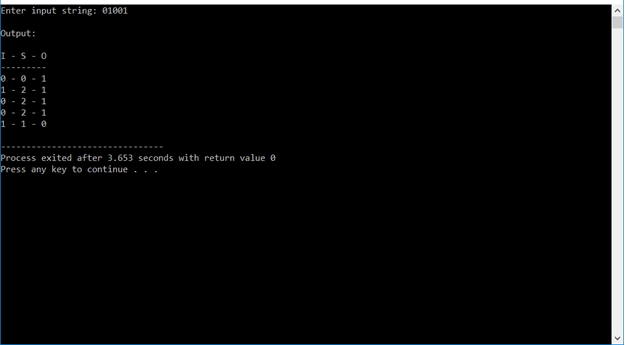 Enter input string: 01001
Output:
I - S - O
---------
0 - 0 - 1
1 - 2 - 1
0 - 2 - 1
0 - 2 - 1
1 - 1 - 0
--------------------------------
Process exited after 3.653 seconds with return value 0
Press any key to continue . . .